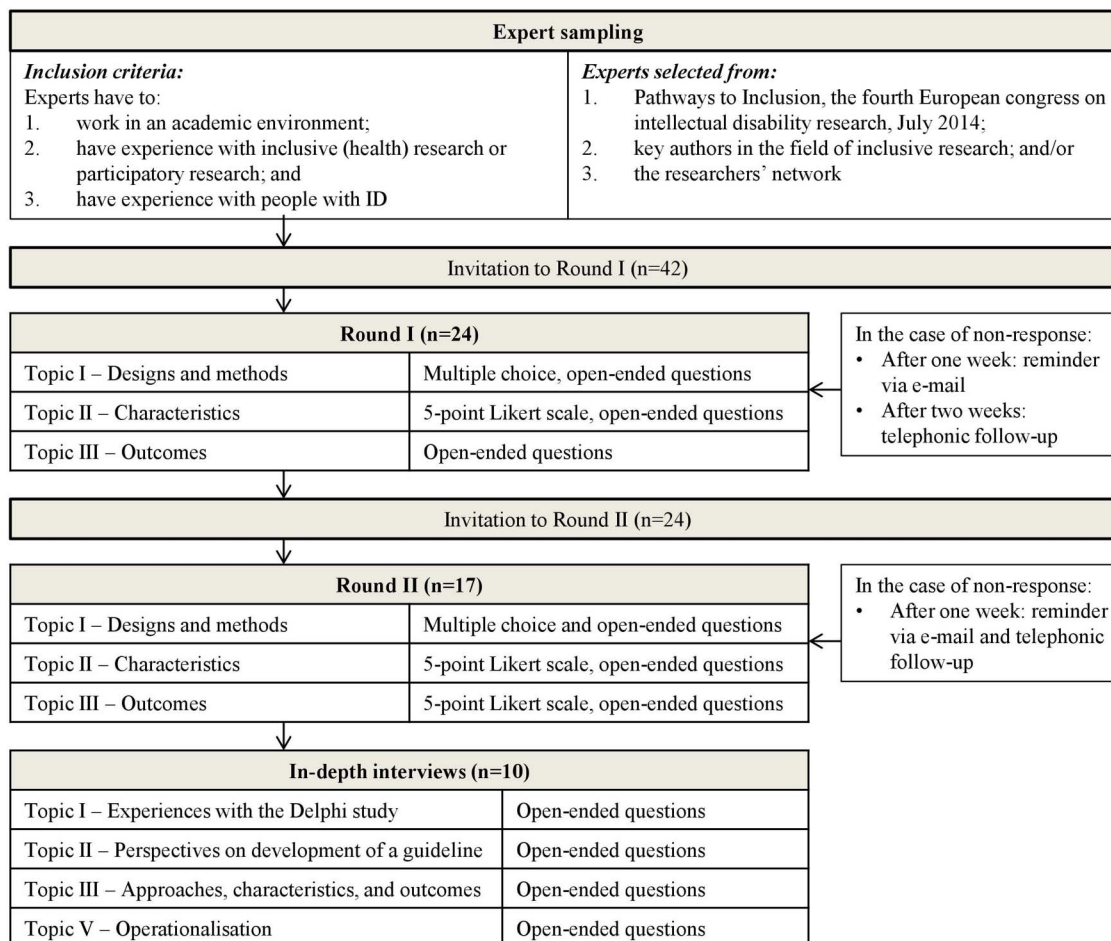 Expert sampling
Inclusion criteria:
Experts have to:
1. work in an academic environment;
2. have experience with inclusive (health) research or
participatory research; and
3. have experience with people with ID
Experts selected from:
1. Pathways to Inclusion, the fourth European congress on
intellectual disability research, July 2014;
2. key authors in the field of inclusive research; and/or
3. the researchers’ network
Invitation to Round I (n=42)
Round I (n=24)
Topic I – Designs and methods
Multiple choice, open-ended questions
Topic II – Characteristics
5-point Likert scale, open-ended questions
Topic III – Outcomes
Open-ended questions
In the case of non-response:
• After one week: reminder
via e-mail
• After two weeks:
telephonic follow-up
Invitation to Round II (n=24)
Round II (n=17)
Topic I – Designs and methods
Multiple choice and open-ended questions
Topic II – Characteristics
5-point Likert scale, open-ended questions
Topic III – Outcomes
5-point Likert scale, open-ended questions
In the case of non-response:
• After one week: reminder
via e-mail and telephonic
follow-up
In-depth interviews (n=10)
Topic I – Experiences with the Delphi study
Open-ended questions
Topic II – Perspectives on development of a guideline
Open-ended questions
Topic III – Approaches, characteristics, and outcomes
Open-ended questions
Topic V – Operationalisation
Open-ended questions